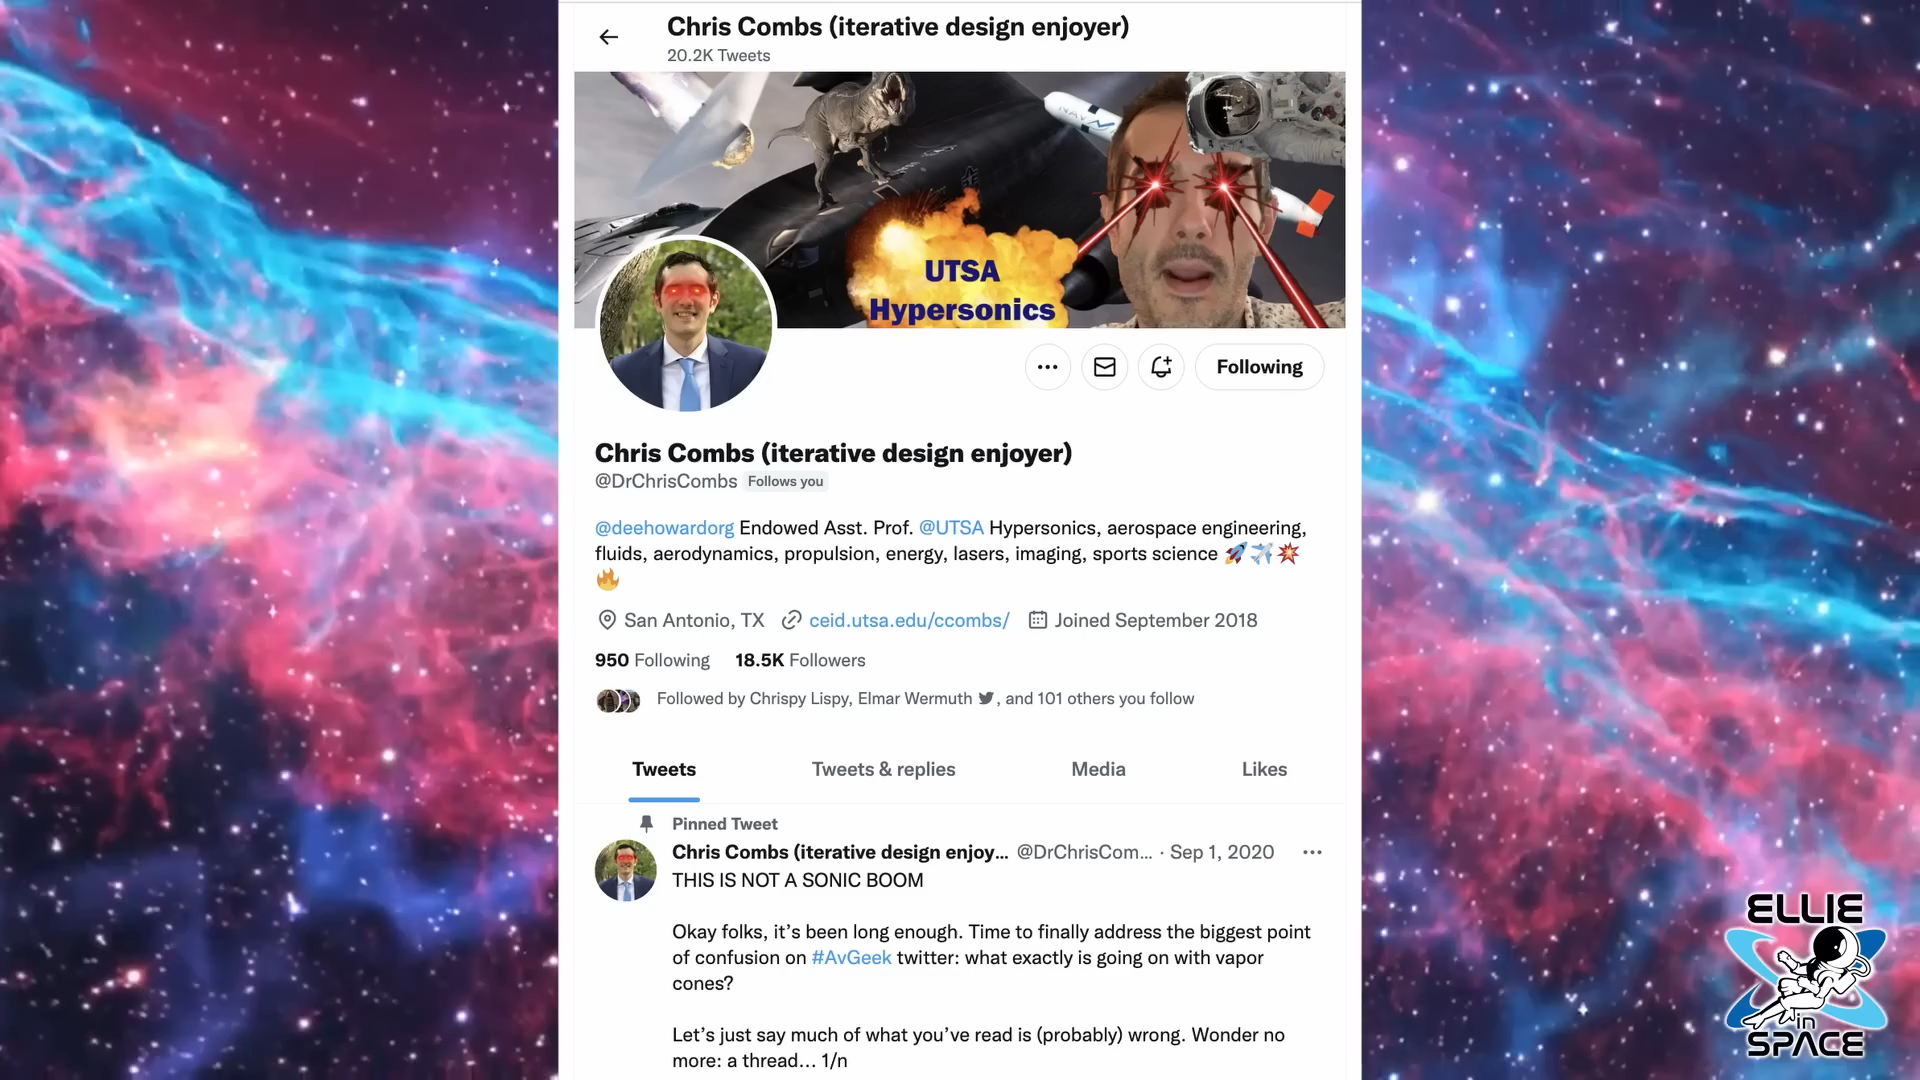 Chris Combs (iterative design enjoyer)
20.2K Tweets
NAVY
UTSA
Hypersonics
Following
Chris Combs (iterative design enjoyer)
@DrChrisCombs Follows you
@deehowardorg Endowed Asst. Prof. @UTSA Hypersonics, aerospace engineering,
fluids, aerodynamics, propulsion, energy, lasers, imaging, sports science 🚀✈️💥
🔥
San Antonio, TX ceid.utsa.edu/ccombs/ Joined September 2018
950 Following 18.5K Followers
Followed by Chrispy Lispy, Elmar Wermuth, and 101 others you follow
Tweets Tweets & replies Media Likes
Pinned Tweet
Chris Combs (iterative design enjoy... @DrChrisCom... · Sep 1, 2020
THIS IS NOT A SONIC BOOM
Okay folks, it’s been long enough. Time to finally address the biggest point
of confusion on #AvGeek twitter: what exactly is going on with vapor
cones?
Let’s just say much of what you’ve read is (probably) wrong. Wonder no
more: a thread... 1/n
ELLIE
in
SPACE